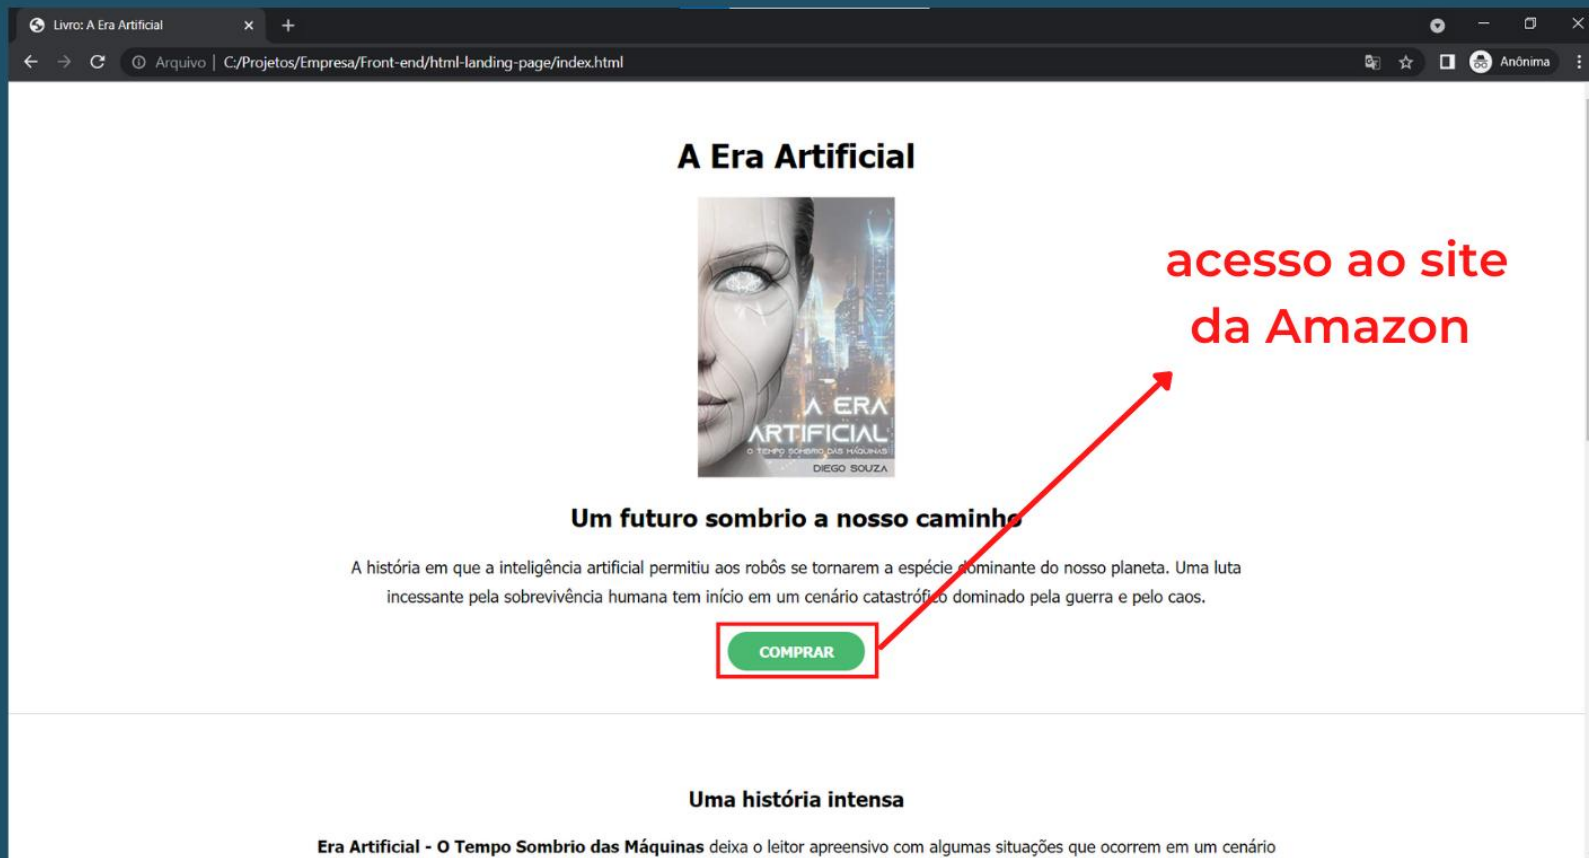 Livro: A Era Artificial
Arquivo | C:/Projetos/Empresa/Front-end/html-landing-page/index.html
Anônima
A Era Artificial
A ERA
ARTIFICIAL
O TEMPO SOMBRIO DAS MÁQUINAS
DIEGO SOUZA
acesso ao site
da Amazon
Um futuro sombrio a nosso caminho
A história em que a inteligência artificial permitiu aos robôs se tornarem a espécie dominante do nosso planeta. Uma luta
incessante pela sobrevivência humana tem início em um cenário catastrófico dominado pela guerra e pelo caos.
COMPRAR
Uma história intensa
Era Artificial - O Tempo Sombrio das Máquinas deixa o leitor apreensivo com algumas situações que ocorrem em um cenário